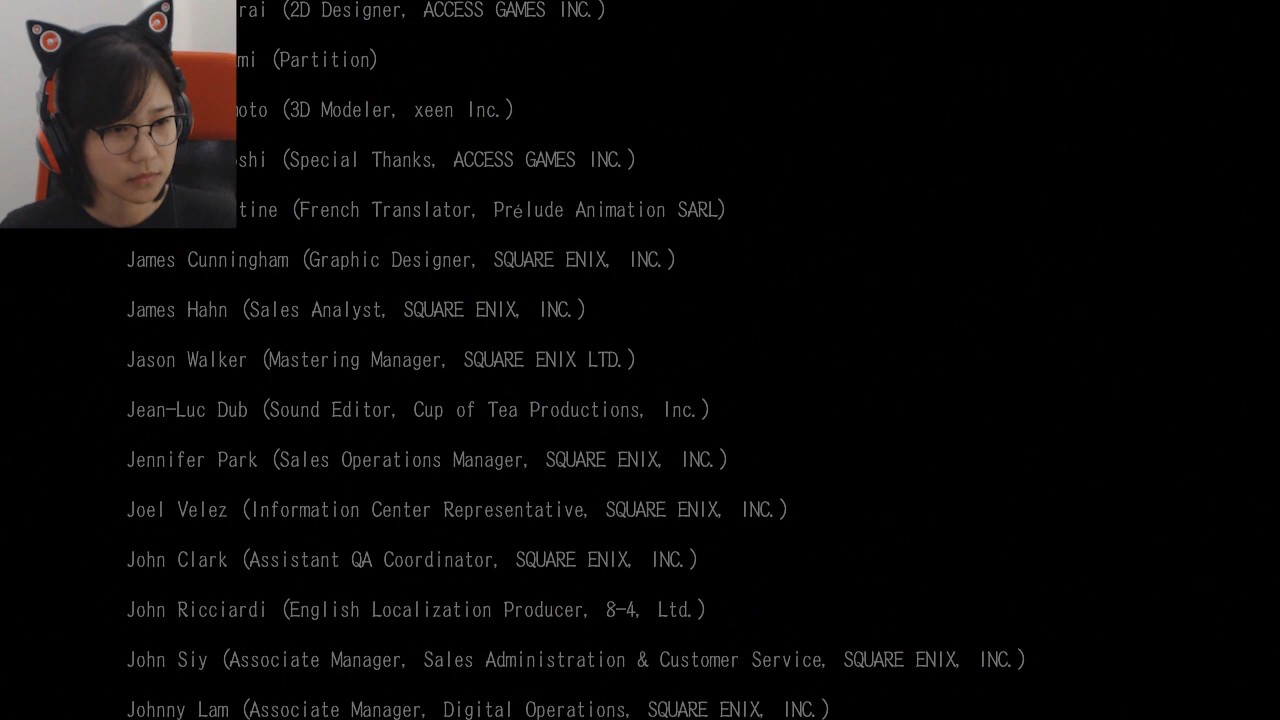 rai (2D Designer, ACCESS GAMES INC.)
mi (Partition)
oto (3D Modeler, xeen Inc.)
shi (Special Thanks, ACCESS GAMES INC.)
tine (French Translator, Prélude Animation SARL)
James Cunningham (Graphic Designer, SQUARE ENIX, INC.)
James Hahn (Sales Analyst, SQUARE ENIX, INC.)
Jason Walker (Mastering Manager, SQUARE ENIX LTD.)
Jean-Luc Dub (Sound Editor, Cup of Tea Productions, Inc.)
Jennifer Park (Sales Operations Manager, SQUARE ENIX, INC.)
Joel Velez (Information Center Representative, SQUARE ENIX, INC.)
John Clark (Assistant QA Coordinator, SQUARE ENIX, INC.)
John Ricciardi (English Localization Producer, 8-4, Ltd.)
John Siy (Associate Manager, Sales Administration & Customer Service, SQUARE ENIX, INC.)
Johnny Lam (Associate Manager, Digital Operations, SQUARE ENIX, INC.)